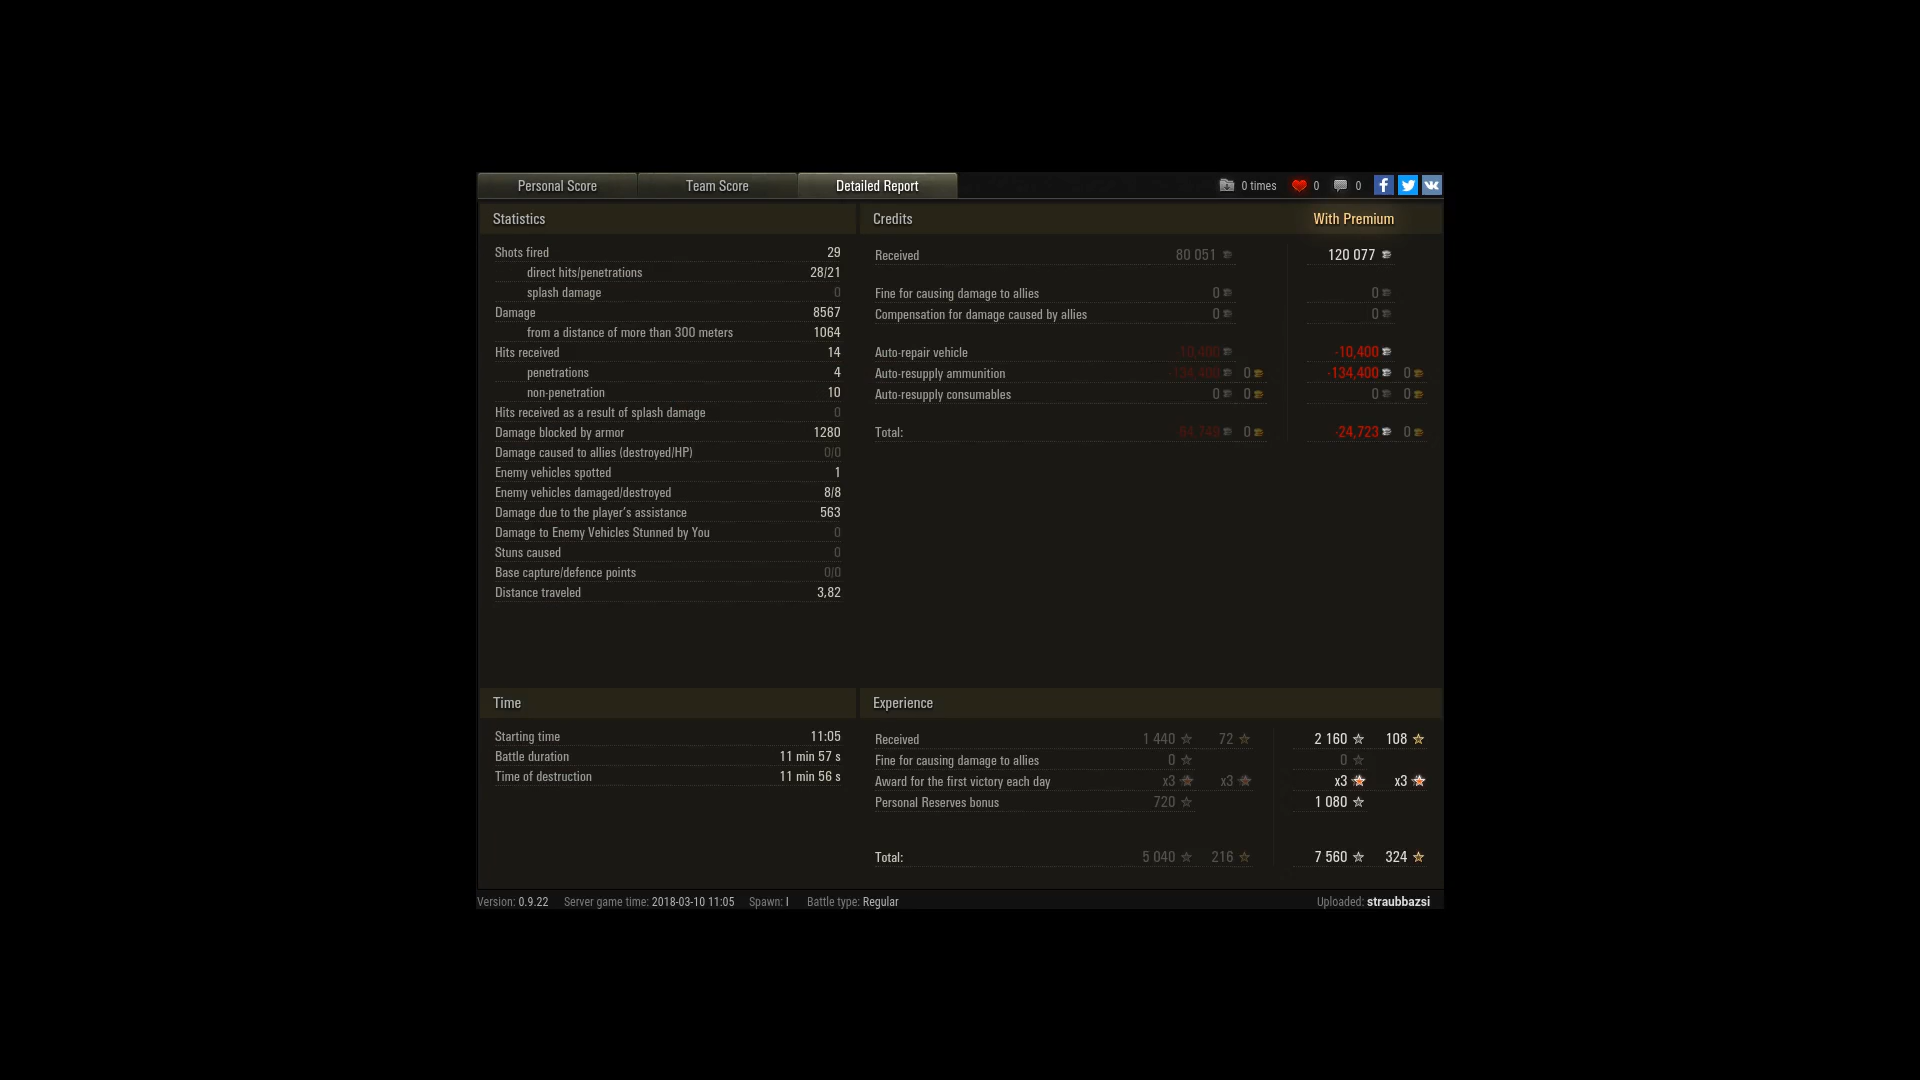 Personal Score Team Score Detailed Report 0 times 0 0
Statistics
Shots fired 29
direct hits/penetrations 28/21
splash damage 0
Damage 8567
from a distance of more than 300 meters 1064
Hits received 14
penetrations 4
non-penetration 10
Hits received as a result of splash damage 0
Damage blocked by armor 1280
Damage caused to allies (destroyed/HP) 0/0
Enemy vehicles spotted 1
Enemy vehicles damaged/destroyed 8/8
Damage due to the player's assistance 563
Damage to Enemy Vehicles Stunned by You 0
Stuns caused 0
Base capture/defence points 0/0
Distance traveled 3,82
Credits With Premium
Received 80 051 120 077
Fine for causing damage to allies 0 0
Compensation for damage caused by allies 0 0
Auto-repair vehicle -10,400 -10,400
Auto-resupply ammunition -134,400 0 -134,400 0
Auto-resupply consumables 0 0 0 0
Total: -64,749 0 -24,723 0
Time
Starting time 11:05
Battle duration 11 min 57 s
Time of destruction 11 min 56 s
Experience
Received 1 440 72 2 160 108
Fine for causing damage to allies 0 0
Award for the first victory each day x3 x3 x3 x3
Personal Reserves bonus 720 1 080
Total: 5 040 216 7 560 324
Version: 0.9.22 Server game time: 2018-03-10 11:05 Spawn: I Battle type: Regular Uploaded: straubbazsi